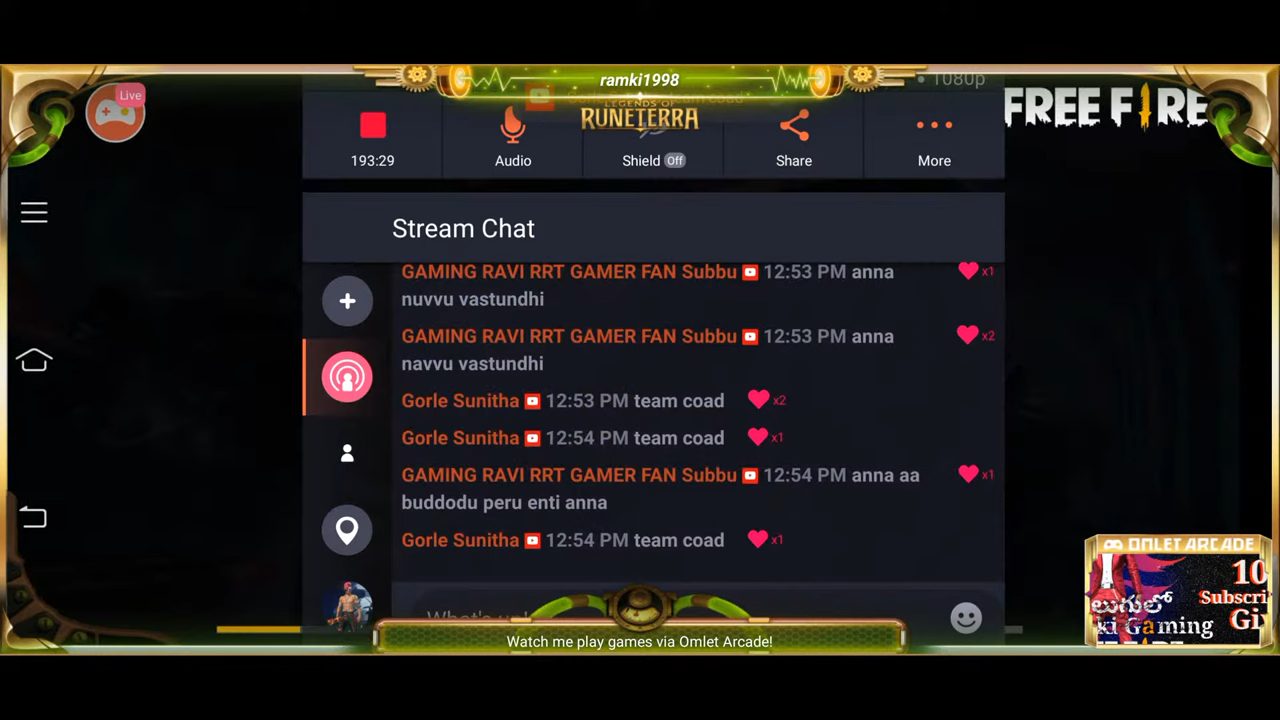 ramki1998
1080p
Live
LEGENDS OF
RUNETERRA
FREE FIRE
193:29
Audio
Shield Off
Share
More
Stream Chat
GAMING RAVI RRT GAMER FAN Subbu 12:53 PM anna x1
nuvvu vastundhi
GAMING RAVI RRT GAMER FAN Subbu 12:53 PM anna x2
navvu vastundhi
Gorle Sunitha 12:53 PM team coad x2
Gorle Sunitha 12:54 PM team coad x1
GAMING RAVI RRT GAMER FAN Subbu 12:54 PM anna aa x1
buddodu peru enti anna
Gorle Sunitha 12:54 PM team coad x1
What's
OMLET ARCADE
10
లుగులో
Subscri
ki Gaming
Gi
Watch me play games via Omlet Arcade!